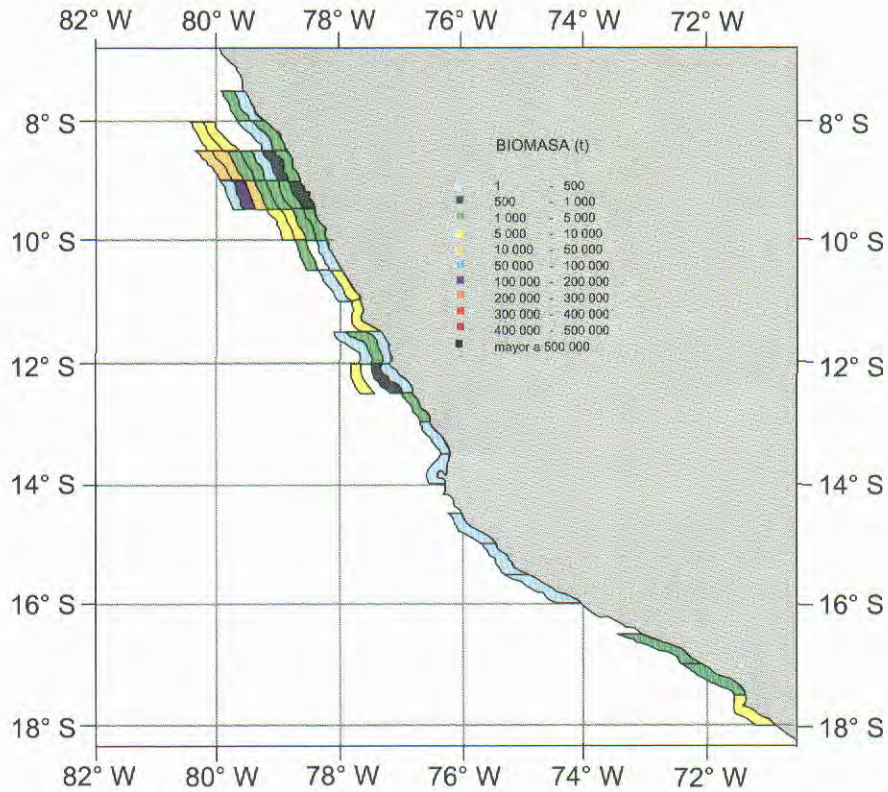 82° W 80° W 78° W 76° W 74° W 72° W
8° S 8° S
BIOMASA (t)
1 - 500
500 - 1 000
1 000 - 5 000
5 000 - 10 000
10° S 10° S
10 000 - 50 000
50 000 - 100 000
100 000 - 200 000
200 000 - 300 000
300 000 - 400 000
400 000 - 500 000
mayor a 500 000
12° S 12° S
14° S 14° S
16° S 16° S
18° S 18° S
82° W 80° W 78° W 76° W 74° W 72° W